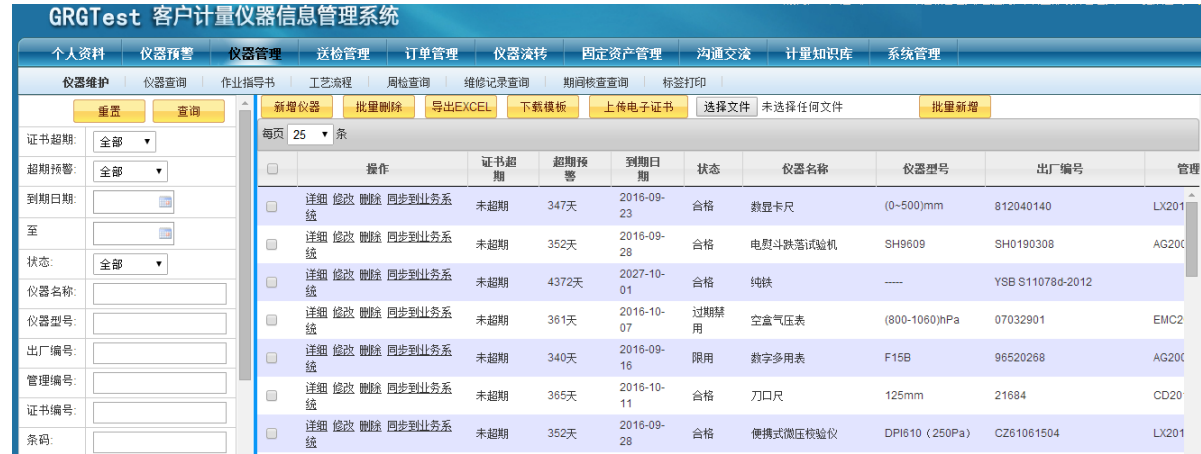 GRGTest 客户计量仪器信息管理系统
个人资料 仪器预警 仪器管理 送检管理 订单管理 仪器流转 固定资产管理 沟通交流 计量知识库 系统管理
仪器维护 仪器查询 作业指导书 工艺流程 周检查询 维修记录查询 期间核查查询 标签打印
重置 查询
证书超期: 全部
超期预警: 全部
到期日期:
至
状态: 全部
仪器名称:
仪器型号:
出厂编号:
管理编号:
证书编号:
条码:
新增仪器 批量删除 导出EXCEL 下载模板 上传电子证书 选择文件 未选择任何文件 批量新增
每页 25 条
操作 证书超期 超期预警 到期日期 状态 仪器名称 仪器型号 出厂编号 管理
详细 修改 删除 同步到业务系统 未超期 347天 2016-09-23 合格 数显卡尺 (0~500)mm 812040140 LX201
详细 修改 删除 同步到业务系统 未超期 352天 2016-09-28 合格 电熨斗跌落试验机 SH9609 SH0190308 AG200
详细 修改 删除 同步到业务系统 未超期 4372天 2027-10-01 合格 纯铁 ----- YSB S11078d-2012
详细 修改 删除 同步到业务系统 未超期 361天 2016-10-07 过期禁用 空盒气压表 (800-1060)hPa 07032901 EMC2
详细 修改 删除 同步到业务系统 未超期 340天 2016-09-16 限用 数字多用表 F15B 96520268 AG200
详细 修改 删除 同步到业务系统 未超期 365天 2016-10-11 合格 刀口尺 125mm 21684 CD20
详细 修改 删除 同步到业务系统 未超期 352天 2016-09-28 合格 便携式微压校验仪 DPI610（250Pa） CZ61061504 LX201